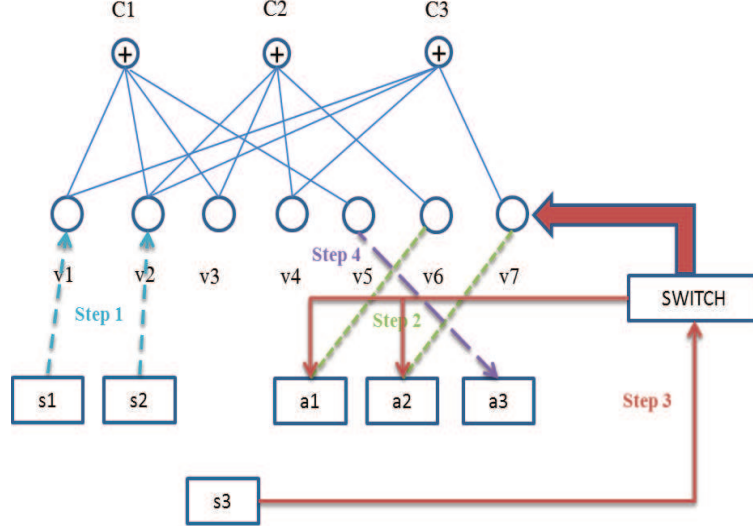 C1 C2 C3
+ + +
Step 4
v1 v2 v3 v4 v5 v6 v7
SWITCH
Step 1 Step 2
s1 s2 a1 a2 a3
Step 3
s3